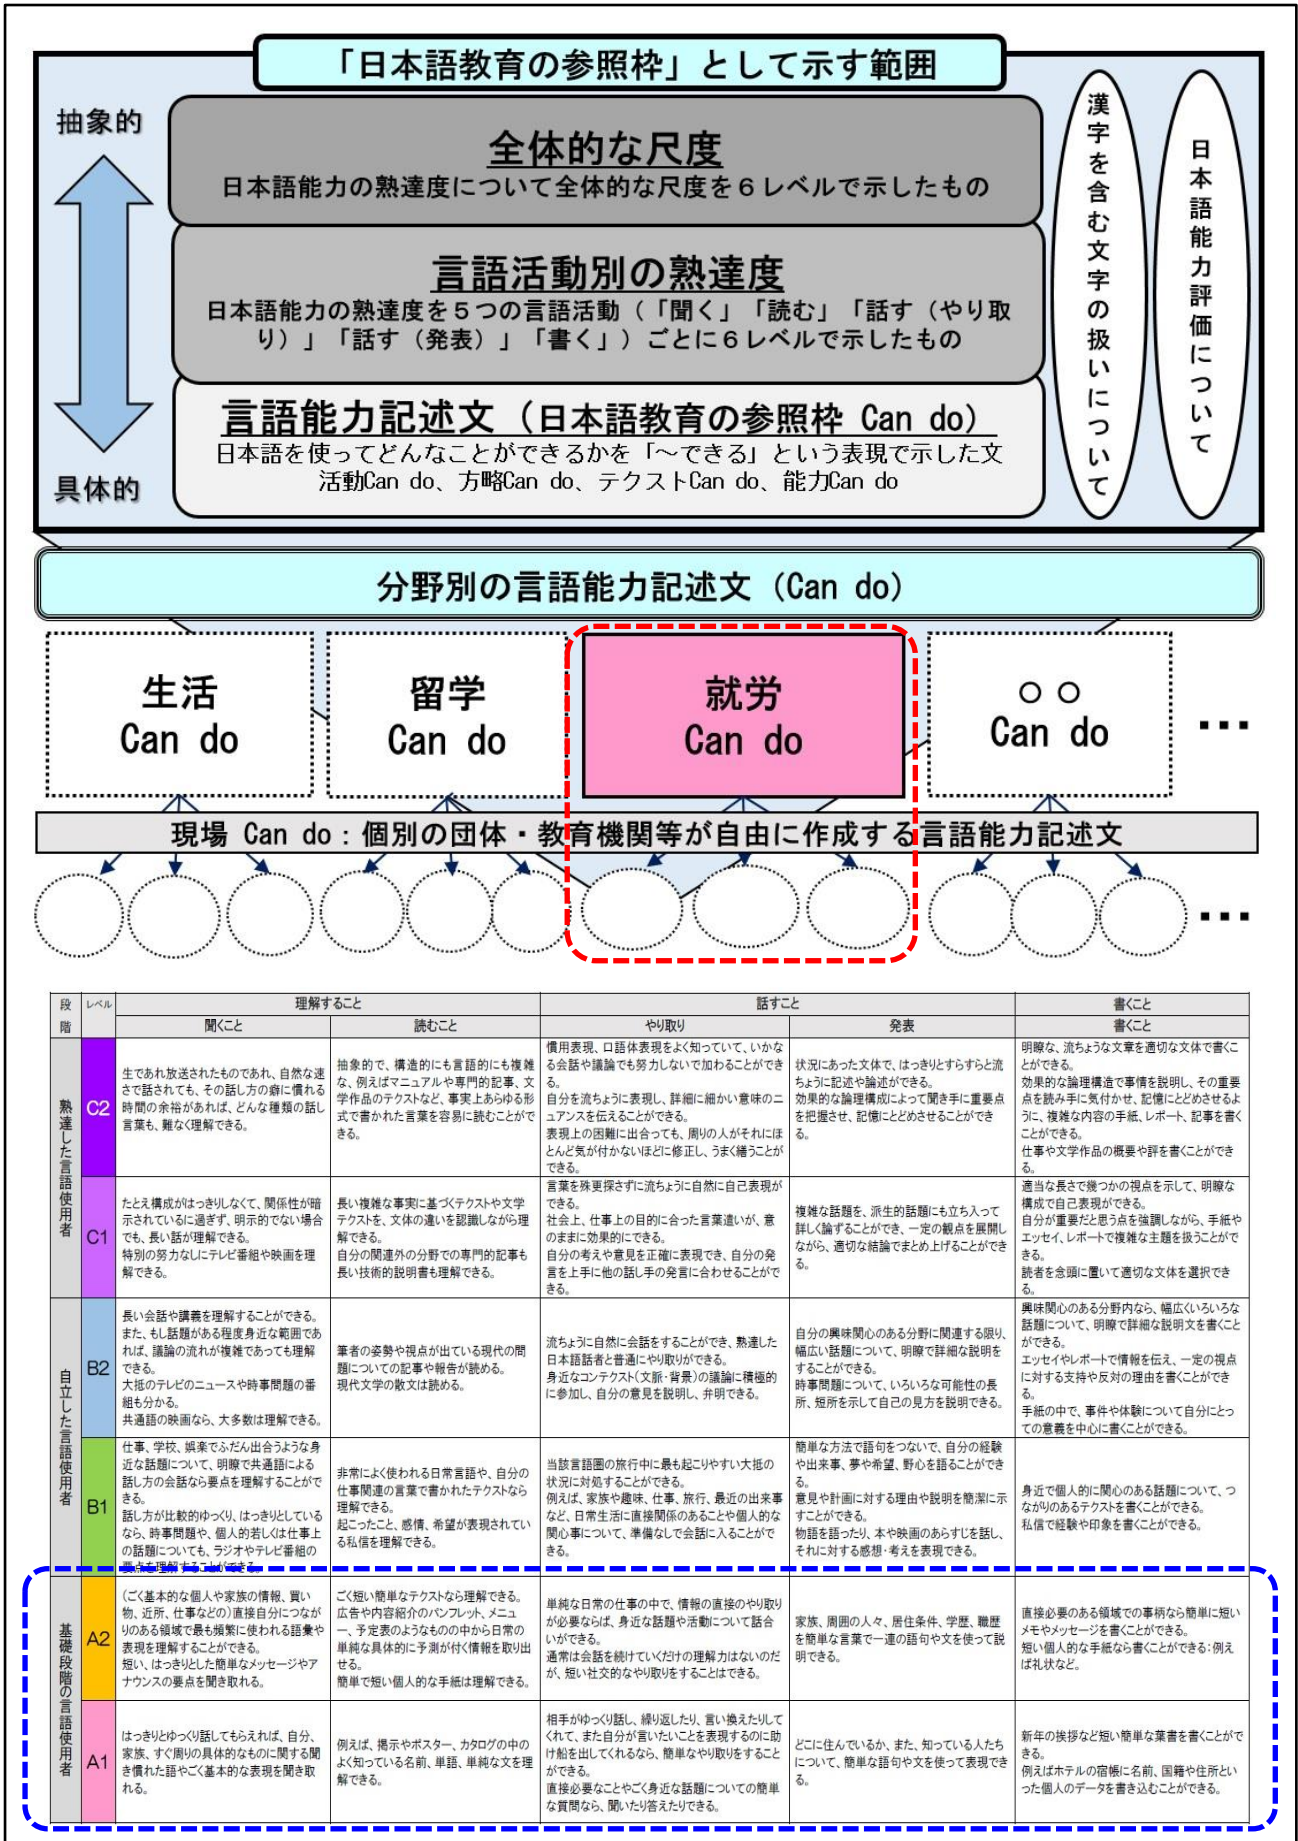 「日本語教育の参照枠」として示す範囲
抽象的
具体的
全体的な尺度
日本語能力の熟達度について全体的な尺度を６レベルで示したもの
言語活動別の熟達度
日本語能力の熟達度を５つの言語活動（「聞く」「読む」「話す（やり取
り）」「話す（発表）」「書く」）ごとに６レベルで示したもの
言語能力記述文（日本語教育の参照枠 Can do）
日本語を使ってどんなことができるかを「～できる」という表現で示した文
活動Can do、方略Can do、テクストCan do、能力Can do
漢字を含む文字の扱いについて
日本語能力評価について
分野別の言語能力記述文（Can do）
生活
Can do
留学
Can do
就労
Can do
○○
Can do
･･･
現場 Can do：個別の団体・教育機関等が自由に作成する言語能力記述文
･･･
段階
レベル
理解すること
話すこと
書くこと
聞くこと
読むこと
やり取り
発表
書くこと
熟達した言語使用者
C2
生であれ放送されたものであれ、自然な速
さで話されても、その話し方の癖に慣れる
時間の余裕があれば、どんな種類の話し
言葉も、難なく理解できる。
抽象的で、構造的にも言語的にも複雑
な、例えばマニュアルや専門的記事、文
学作品のテクストなど、事実上あらゆる形
式で書かれた言葉を容易に読むことがで
きる。
慣用表現、口語体表現をよく知っていて、いかな
る会話や議論でも努力しないで加わることができ
る。
自分を流ちょうに表現し、詳細に細かい意味のニ
ュアンスを伝えることができる。
表現上の困難に出合っても、周りの人がそれにほ
とんど気が付かないほどに修正し、うまく繕うことが
できる。
状況にあった文体で、はっきりとすらすらと流
ちょうに記述や論述ができる。
効果的な論理構成によって聞き手に重要点
を把握させ、記憶にとどめさせることができ
る。
明瞭な、流ちょうな文章を適切な文体で書くこ
とができる。
効果的な論理構造で事情を説明し、その重要
点を読み手に気付かせ、記憶にとどめさせるよ
うに、複雑な内容の手紙、レポート、記事を書く
ことができる。
仕事や文学作品の概要や評を書くことができ
る。
C1
たとえ構成がはっきりしなくて、関係性が暗
示されているに過ぎず、明示的でない場合
でも、長い話が理解できる。
特別の努力なしにテレビ番組や映画を理
解できる。
長い複雑な事実に基づくテクストや文学
テクストを、文体の違いを認識しながら理
解できる。
自分の関連外の分野での専門的記事も
長い技術的説明書も理解できる。
言葉を殊更探さずに流ちょうに自然に自己表現が
できる。
社会上、仕事上の目的に合った言葉遣いが、意
のままに効果的にできる。
自分の考えや意見を正確に表現でき、自分の発
言を上手に他の話し手の発言に合わせることがで
きる。
複雑な話題を、派生的話題にも立ち入って
詳しく論ずることができ、一定の観点を展開し
ながら、適切な結論でまとめ上げることができ
る。
適当な長さで幾つかの視点を示して、明瞭な
構成で自己表現ができる。
自分が重要だと思う点を強調しながら、手紙や
エッセイ、レポートで複雑な主題を扱うことがで
きる。
読者を念頭に置いて適切な文体を選択でき
る。
自立した言語使用者
B2
長い会話や講義を理解することができる。
また、もし話題がある程度身近な範囲であ
れば、議論の流れが複雑であっても理解
できる。
大抵のテレビのニュースや時事問題の番
組も分かる。
共通語の映画なら、大多数は理解できる。
筆者の姿勢や視点が出ている現代の問
題についての記事や報告が読める。
現代文学の散文は読める。
流ちょうに自然に会話をすることができ、熟達した
日本語話者と普通にやり取りができる。
身近なコンテクスト(文脈・背景)の議論に積極的
に参加し、自分の意見を説明し、弁明できる。
自分の興味関心のある分野に関連する限り、
幅広い話題について、明瞭で詳細な説明を
することができる。
時事問題について、いろいろな可能性の長
所、短所を示して自己の見方を説明できる。
興味関心のある分野内なら、幅広くいろいろな
話題について、明瞭で詳細な説明文を書くこと
ができる。
エッセイやレポートで情報を伝え、一定の視点
に対する支持や反対の理由を書くことができ
る。
手紙の中で、事件や体験について自分にとっ
ての意義を中心に書くことができる。
B1
仕事、学校、娯楽でふだん出合うような身
近な話題について、明瞭で共通語による
話し方の会話なら要点を理解することがで
きる。
話し方が比較的ゆっくり、はっきりとしている
なら、時事問題や、個人的若しくは仕事上
の話題についても、ラジオやテレビ番組の
要点を理解することができる。
非常によく使われる日常言語や、自分の
仕事関連の言葉で書かれたテクストなら
理解できる。
起こったこと、感情、希望が表現されてい
る私信を理解できる。
当該言語圏の旅行中に最も起こりやすい大抵の
状況に対処することができる。
例えば、家族や趣味、仕事、旅行、最近の出来事
など、日常生活に直接関係のあることや個人的な
関心事について、準備なしで会話に入ることがで
きる。
簡単な方法で語句をつないで、自分の経験
や出来事、夢や希望、野心を語ることができ
る。
意見や計画に対する理由や説明を簡潔に示
すことができる。
物語を語ったり、本や映画のあらすじを話し、
それに対する感想・考えを表現できる。
身近で個人的に関心のある話題について、つ
ながりのあるテクストを書くことができる。
私信で経験や印象を書くことができる。
基礎段階の言語使用者
A2
(ごく基本的な個人や家族の情報、買い
物、近所、仕事などの)直接自分につなが
りのある領域で最も頻繁に使われる語彙や
表現を理解することができる。
短い、はっきりとした簡単なメッセージやア
ナウンスの要点を聞き取れる。
ごく短い簡単なテクストなら理解できる。
広告や内容紹介のパンフレット、メニュ
ー、予定表のようなものの中から日常の
単純な具体的に予測が付く情報を取り出
せる。
簡単で短い個人的な手紙は理解できる。
単純な日常の仕事の中で、情報の直接のやり取り
が必要ならば、身近な話題や活動について話合
いができる。
通常は会話を続けていくだけの理解力はないのだ
が、短い社交的なやり取りをすることはできる。
家族、周囲の人々、居住条件、学歴、職歴
を簡単な言葉で一連の語句や文を使って説
明できる。
直接必要のある領域での事柄なら簡単に短い
メモやメッセージを書くことができる。
短い個人的な手紙なら書くことができる：例え
ば礼状など。
A1
はっきりとゆっくり話してもらえれば、自分、
家族、すぐ周りの具体的なものに関する聞
き慣れた語やごく基本的な表現を聞き取
れる。
例えば、掲示やポスター、カタログの中の
よく知っている名前、単語、単純な文を理
解できる。
相手がゆっくり話し、繰り返したり、言い換えたりして
くれて、また自分が言いたいことを表現するのに助
け船を出してくれるなら、簡単なやり取りをすること
ができる。
直接必要なことやごく身近な話題についての簡単
な質問なら、聞いたり答えたりできる。
どこに住んでいるか、また、知っている人たち
について、簡単な語句や文を使って表現でき
る。
新年の挨拶など短い簡単な葉書を書くことがで
きる。
例えばホテルの宿帳に名前、国籍や住所とい
った個人のデータを書き込むことができる。